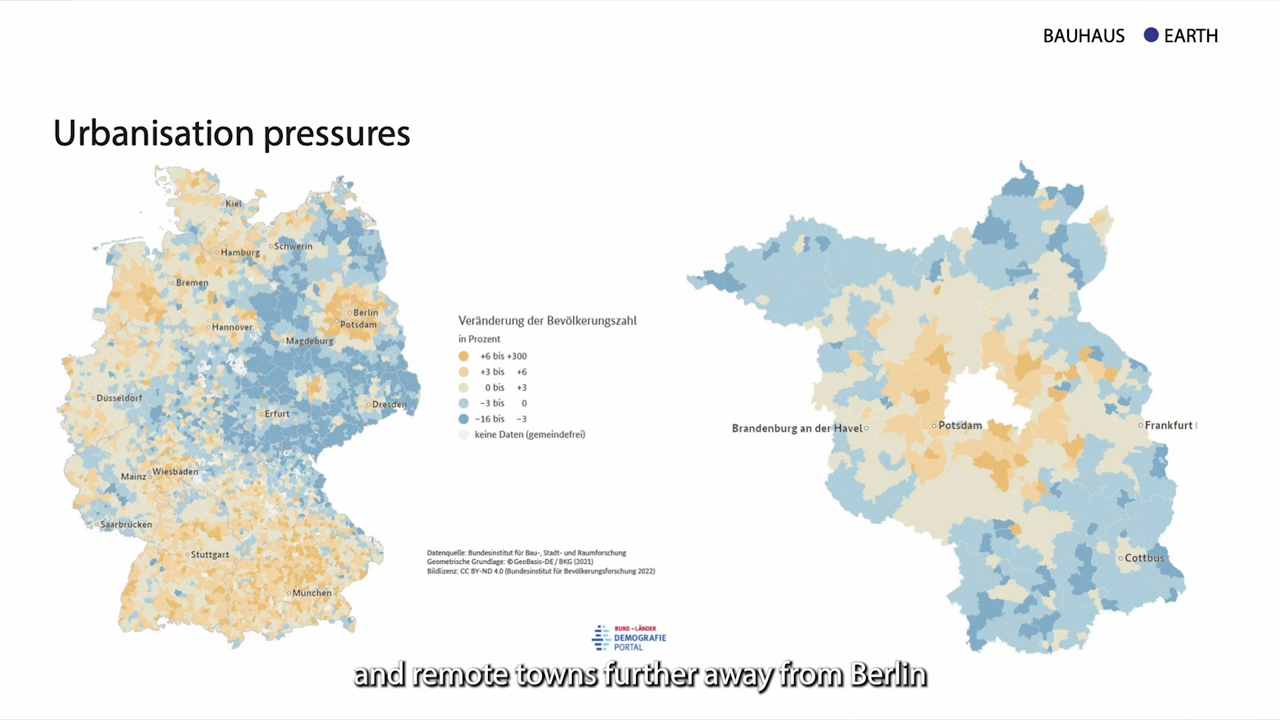 BAUHAUS EARTH
Urbanisation pressures
Kiel
Schwerin
Hamburg
Bremen
Berlin
Potsdam
Hannover
Magdeburg
Düsseldorf
Dresden
Erfurt
Wiesbaden
Mainz
Saarbrücken
Stuttgart
München
Veränderung der Bevölkerungszahl
in Prozent
+6 bis +300
+3 bis +6
0 bis +3
−3 bis 0
−16 bis −3
keine Daten (gemeindefrei)
Datenquelle: Bundesinstitut für Bau-, Stadt- und Raumforschung
Geometrische Grundlage: © GeoBasis-DE / BKG (2021)
Bildlizenz: CC BY-ND 4.0 (Bundesinstitut für Bevölkerungsforschung 2022)
BUND – LÄNDER
DEMOGRAFIE
PORTAL
Brandenburg an der Havel
Potsdam
Frankfurt (
Cottbus
and remote towns further away from Berlin